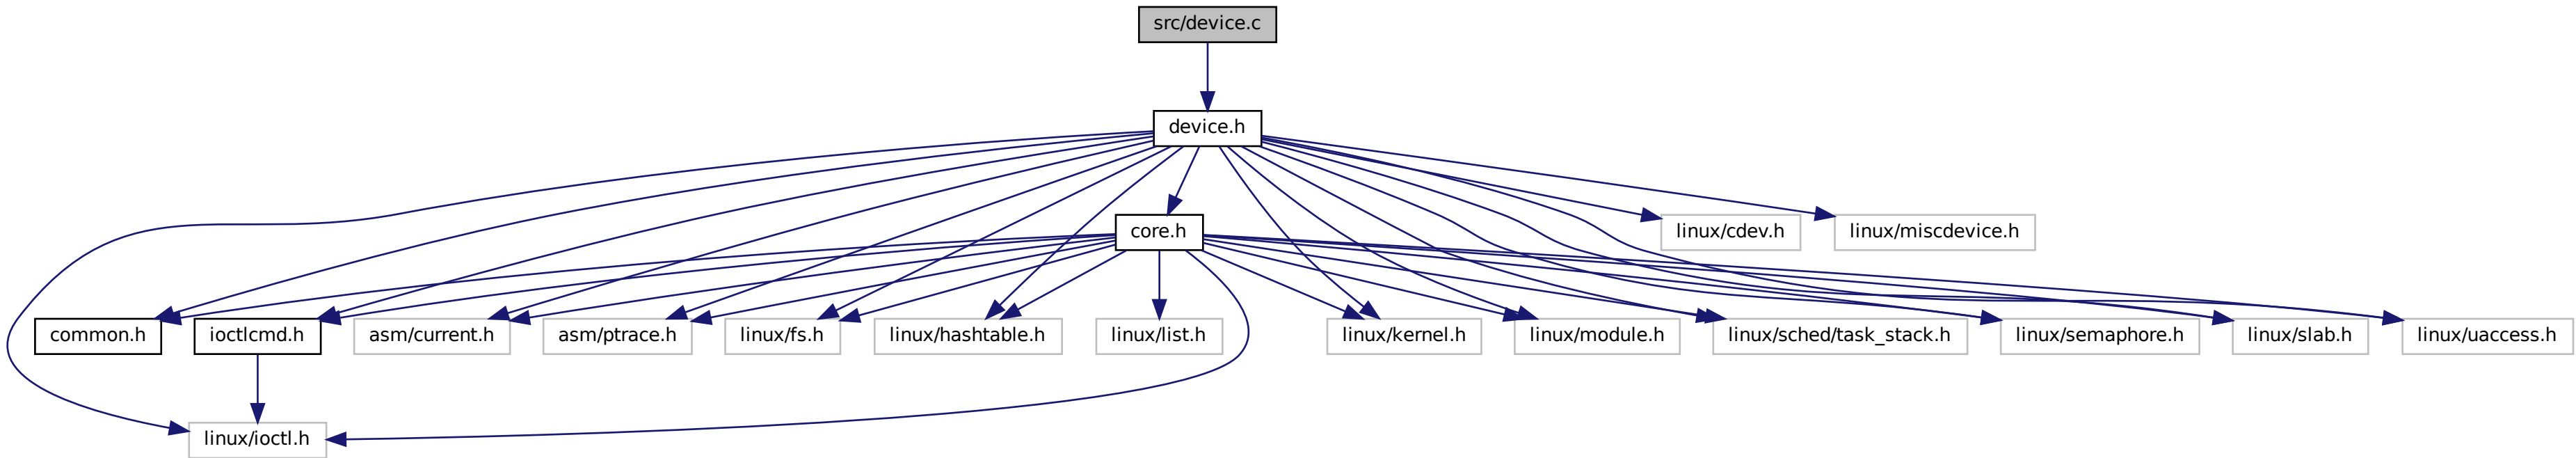 src/device.c
device.h
core.h
linux/cdev.h
linux/miscdevice.h
common.h
ioctlcmd.h
asm/current.h
asm/ptrace.h
linux/fs.h
linux/hashtable.h
linux/list.h
linux/kernel.h
linux/module.h
linux/sched/task_stack.h
linux/semaphore.h
linux/slab.h
linux/uaccess.h
linux/ioctl.h